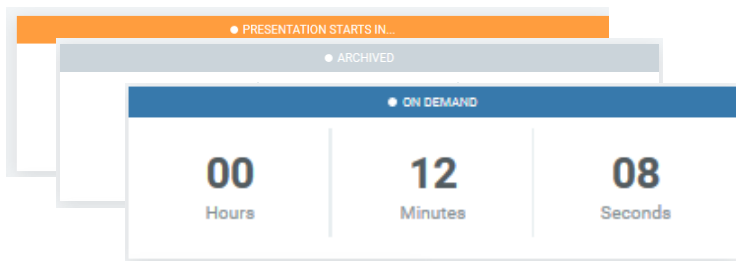 PRESENTATION STARTS IN...
ARCHIVED
ON DEMAND
00 12 08
Hours Minutes Seconds